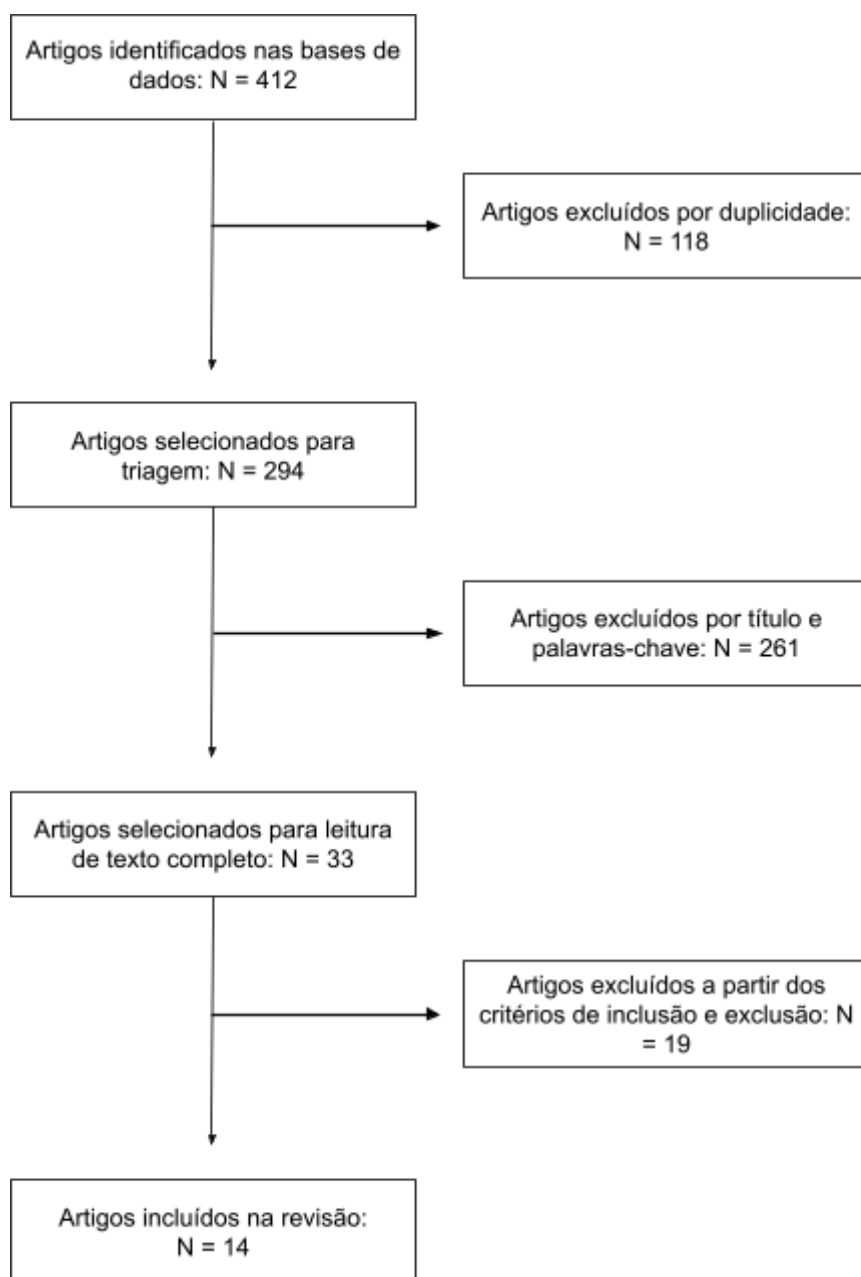 Artigos identificados nas bases de
dados: N = 412
Artigos excluídos por duplicidade:
N = 118
Artigos selecionados para
triagem: N = 294
Artigos excluídos por título e
palavras-chave: N = 261
Artigos selecionados para leitura
de texto completo: N = 33
Artigos excluídos a partir dos
critérios de inclusão e exclusão: N
= 19
Artigos incluídos na revisão:
N = 14